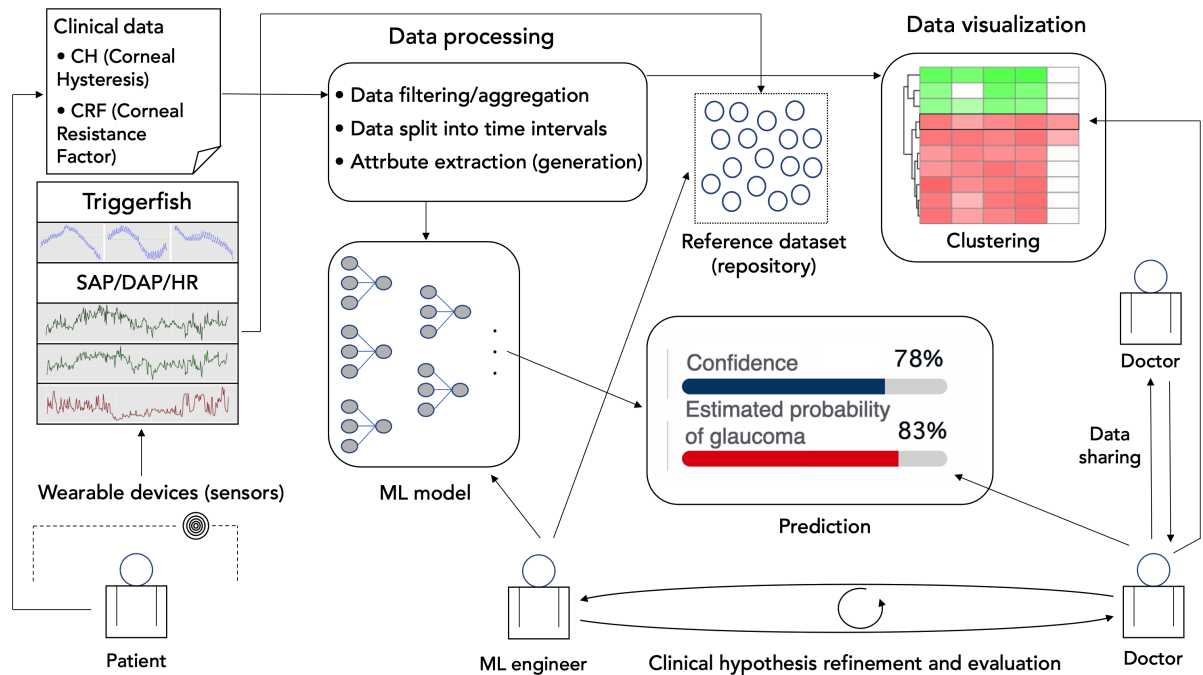 Clinical data
• CH (Corneal
Hysteresis)
• CRF (Corneal
Resistance
Factor)
Triggerfish
SAP/DAP/HR
Wearable devices (sensors)
Patient
Data processing
• Data filtering/aggregation
• Data split into time intervals
• Attrbute extraction (generation)
ML model
Reference dataset
(repository)
Data visualization
Clustering
Confidence
78%
Estimated probability
of glaucoma
83%
Prediction
Doctor
Data
sharing
ML engineer
Clinical hypothesis refinement and evaluation
Doctor